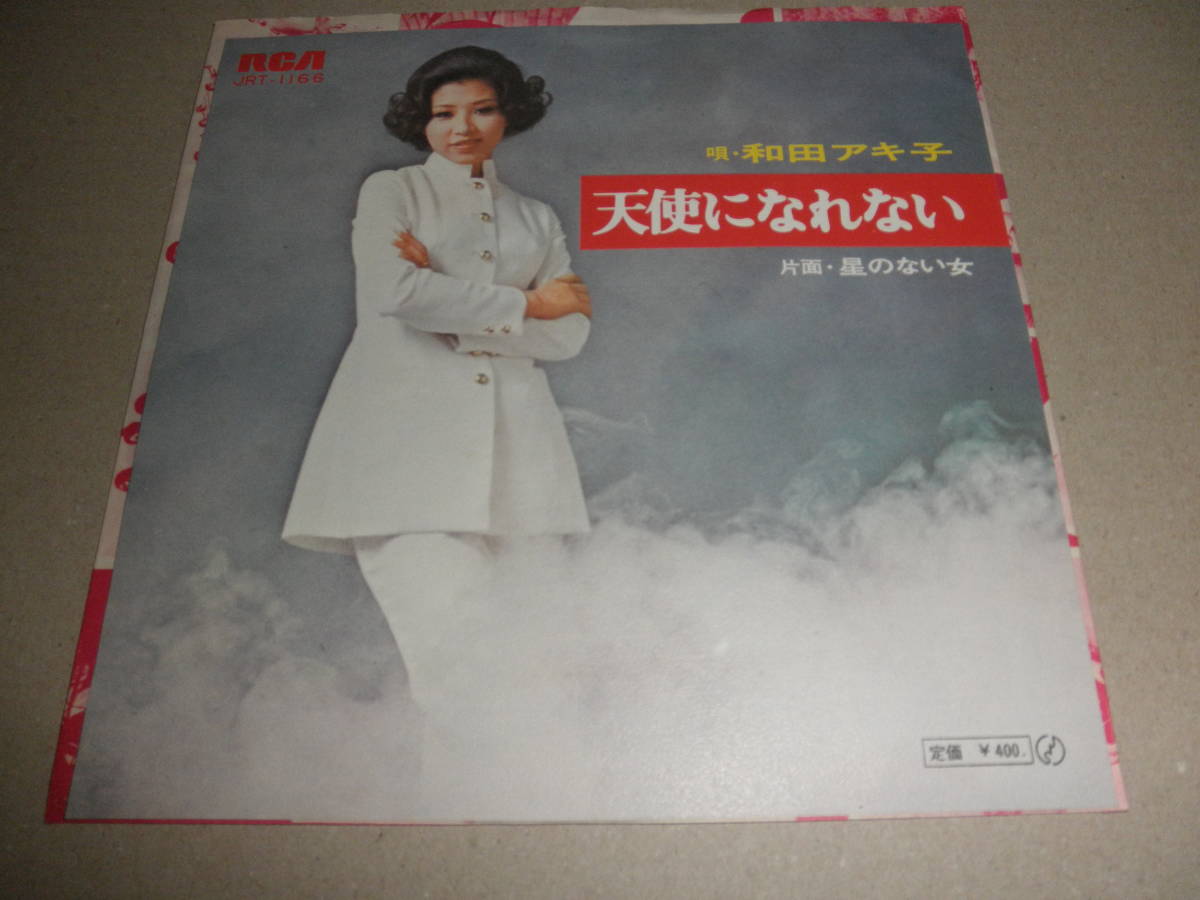 RCA
JRT-1166
唄・和田アキ子
天使になれない
片面・星のない女
定価 ¥400.